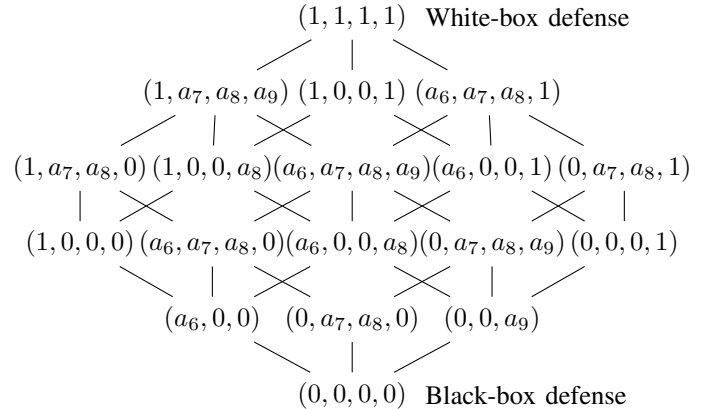 (1, 1, 1, 1) White-box defense
(1, a₇, a₈, a₉) (1, 0, 0, 1) (a₆, a₇, a₈, 1)
(1, a₇, a₈, 0) (1, 0, 0, a₈) (a₆, a₇, a₈, a₉) (a₆, 0, 0, 1) (0, a₇, a₈, 1)
(1, 0, 0, 0) (a₆, a₇, a₈, 0) (a₆, 0, 0, a₈) (0, a₇, a₈, a₉) (0, 0, 0, 1)
(a₆, 0, 0) (0, a₇, a₈, 0) (0, 0, a₉)
(0, 0, 0, 0) Black-box defense